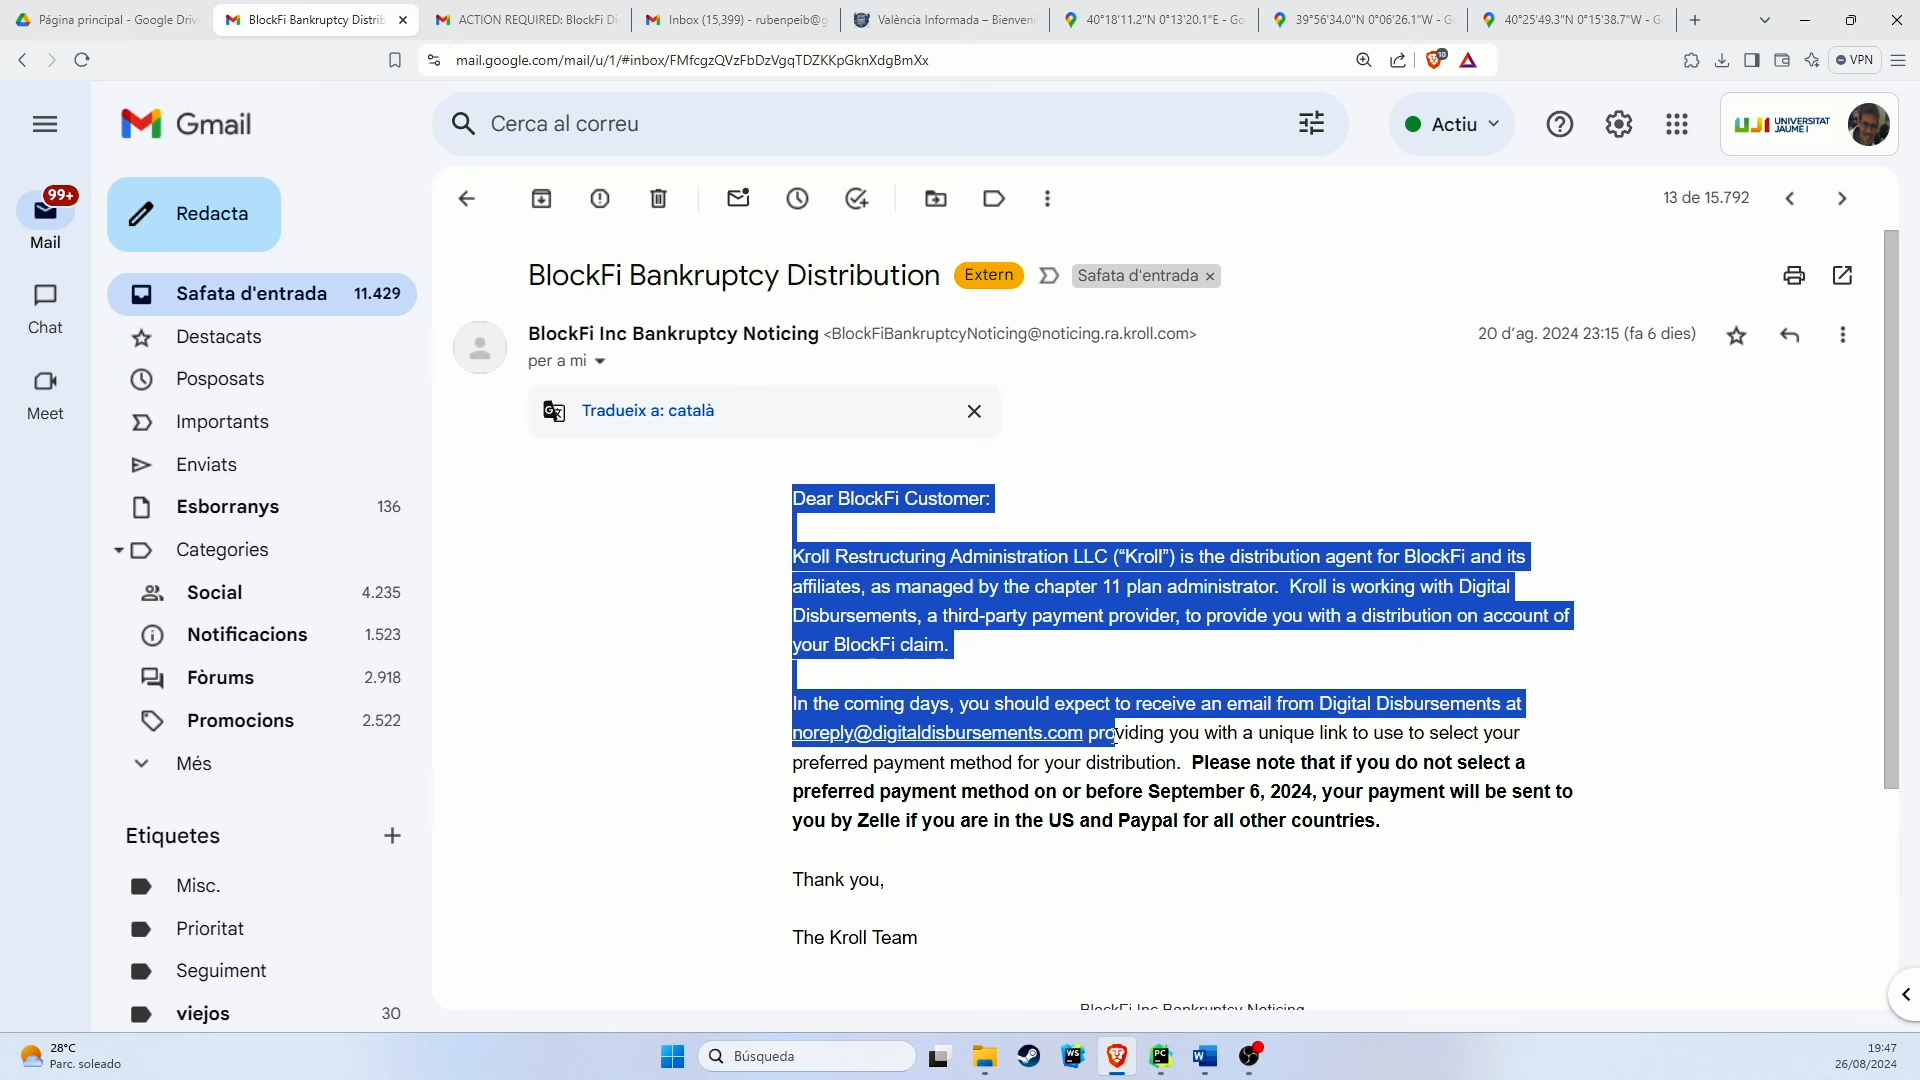 Página principal - Google Driv
BlockFi Bankruptcy Distrib
ACTION REQUIRED: BlockFi Di
Inbox (15,399) - rubenpeib@g
València Informada – Bienveni
40°18'11.2"N 0°13'20.1"E - Go
39°56'34.0"N 0°06'26.1"W - Go
40°25'49.3"N 0°15'38.7"W - Go
mail.google.com/mail/u/1/#inbox/FMfcgzQVzFbDzVgqTDZKKpGknXdgBmXx
10
VPN
Gmail
Cerca al correu
Actiu
UJI UNIVERSITAT JAUME I
99+
Mail
Chat
Meet
Redacta
Safata d'entrada 11.429
Destacats
Posposats
Importants
Enviats
Esborranys 136
Categories
Social 4.235
Notificacions 1.523
Fòrums 2.918
Promocions 2.522
Més
Etiquetes
Misc.
Prioritat
Seguiment
viejos 30
13 de 15.792
BlockFi Bankruptcy Distribution Extern Safata d'entrada
BlockFi Inc Bankruptcy Noticing <BlockFiBankruptcyNoticing@noticing.ra.kroll.com> 20 d'ag. 2024 23:15 (fa 6 dies)
per a mi
Tradueix a: català
Dear BlockFi Customer:
Kroll Restructuring Administration LLC (“Kroll”) is the distribution agent for BlockFi and its
affiliates, as managed by the chapter 11 plan administrator. Kroll is working with Digital
Disbursements, a third-party payment provider, to provide you with a distribution on account of
your BlockFi claim.
In the coming days, you should expect to receive an email from Digital Disbursements at
noreply@digitaldisbursements.com providing you with a unique link to use to select your
preferred payment method for your distribution. Please note that if you do not select a
preferred payment method on or before September 6, 2024, your payment will be sent to
you by Zelle if you are in the US and Paypal for all other countries.
Thank you,
The Kroll Team
BlockFi Inc Bankruptcy Noticing
28°C
Parc. soleado
Búsqueda
WS
PC
W
19:47
26/08/2024